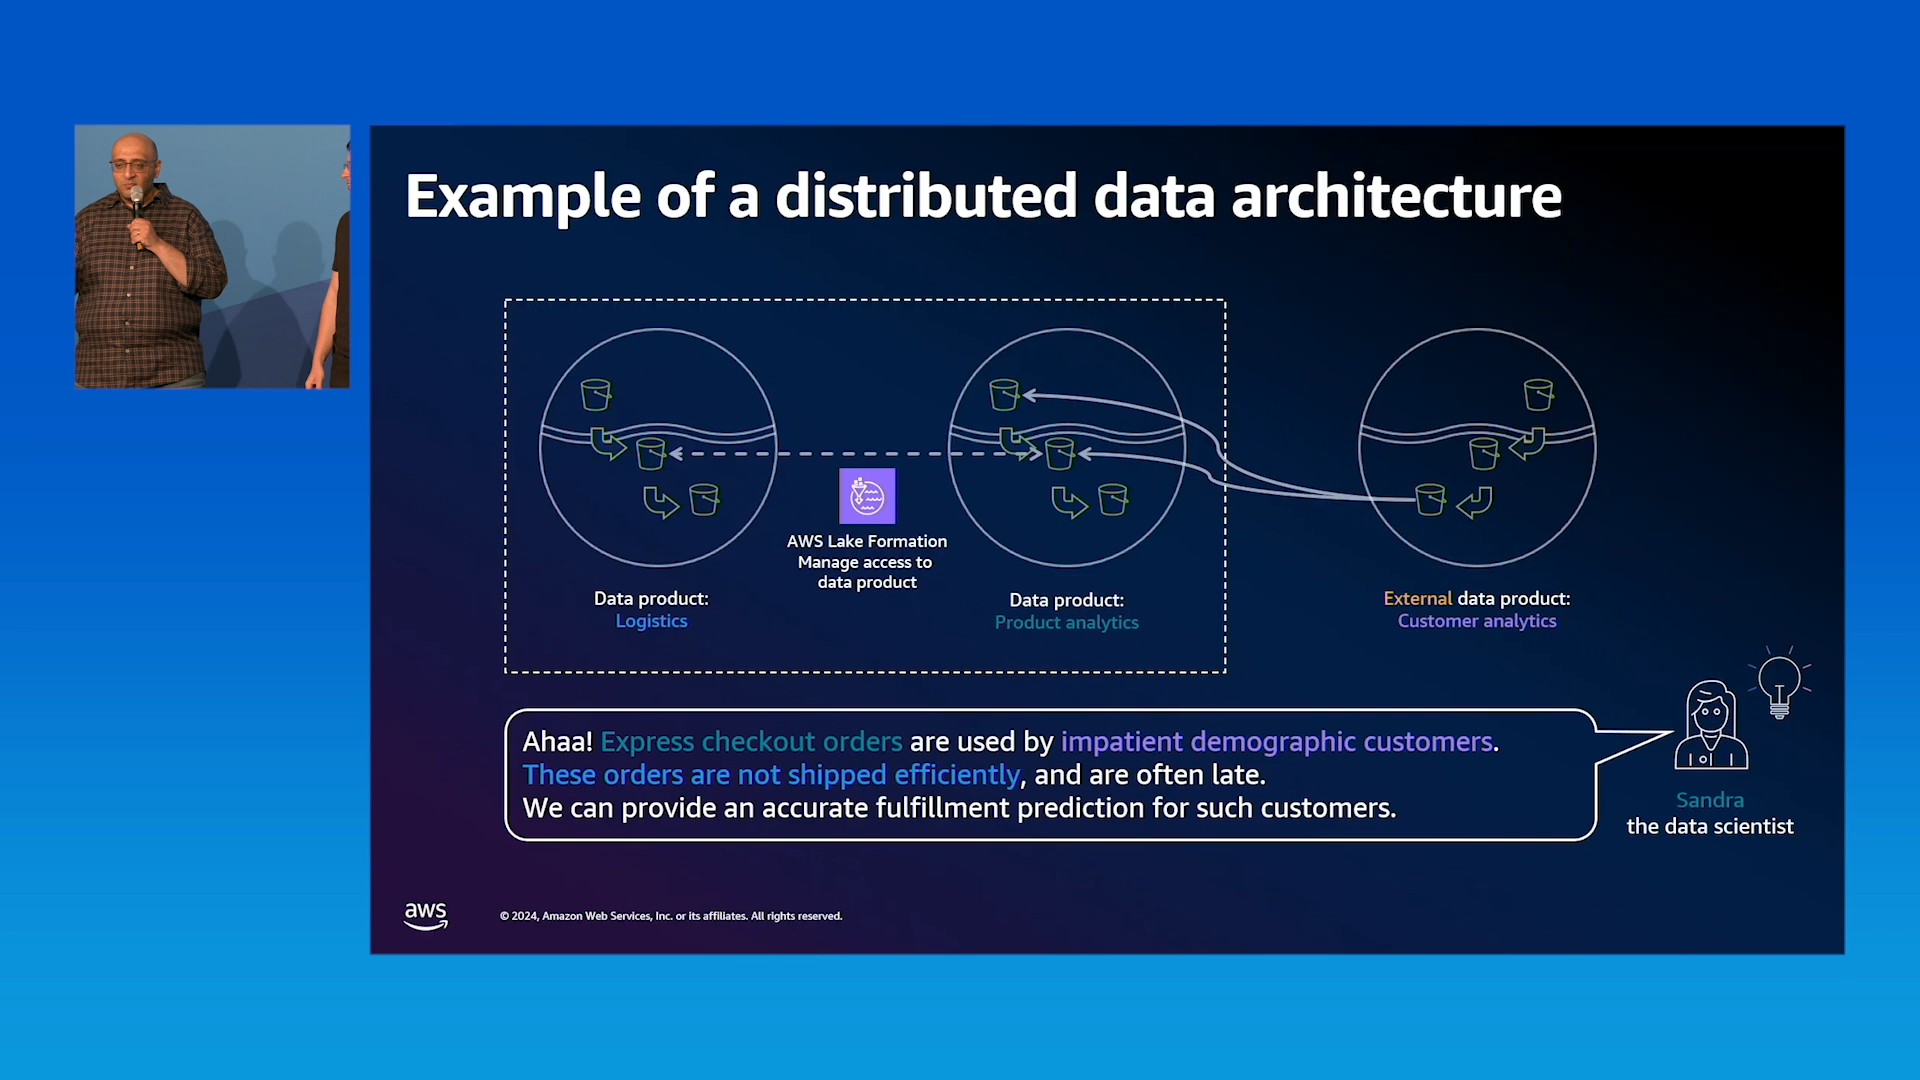 Example of a distributed data architecture
AWS Lake Formation
Manage access to
data product
Data product:
Logistics
Data product:
Product analytics
External data product:
Customer analytics
Ahaa! Express checkout orders are used by impatient demographic customers.
These orders are not shipped efficiently, and are often late.
We can provide an accurate fulfillment prediction for such customers.
Sandra
the data scientist
aws
© 2024, Amazon Web Services, Inc. or its affiliates. All rights reserved.